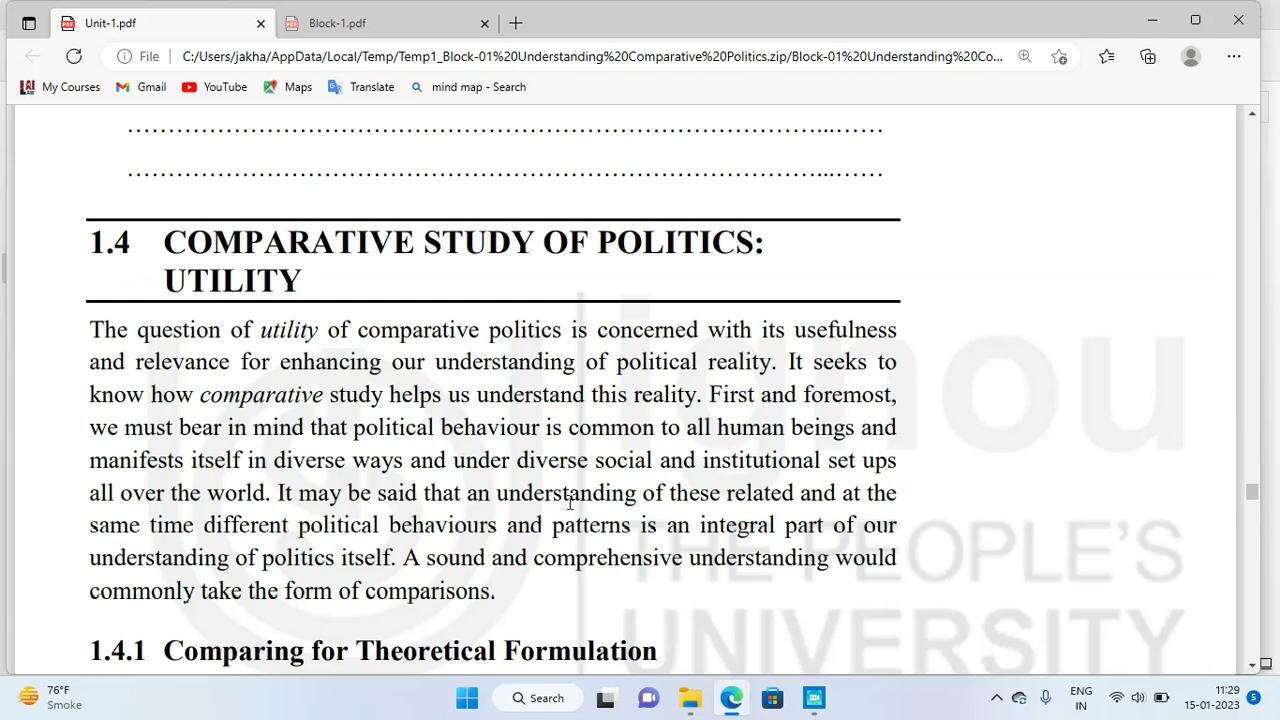 Unit-1.pdf
Block-1.pdf
File
C:/Users/jakha/AppData/Local/Temp/Temp1_Block-01%20Understanding%20Comparative%20Politics.zip/Block-01%20Understanding%20Co...
My Courses
Gmail
YouTube
Maps
Translate
mind map - Search
1.4 COMPARATIVE STUDY OF POLITICS:
UTILITY
The question of utility of comparative politics is concerned with its usefulness
and relevance for enhancing our understanding of political reality. It seeks to
know how comparative study helps us understand this reality. First and foremost,
we must bear in mind that political behaviour is common to all human beings and
manifests itself in diverse ways and under diverse social and institutional set ups
all over the world. It may be said that an understanding of these related and at the
same time different political behaviours and patterns is an integral part of our
understanding of politics itself. A sound and comprehensive understanding would
commonly take the form of comparisons.
1.4.1 Comparing for Theoretical Formulation
ignou
THE PEOPLE'S
UNIVERSITY
76°F
Smoke
Search
ENG
IN
11:29
15-01-2023
5